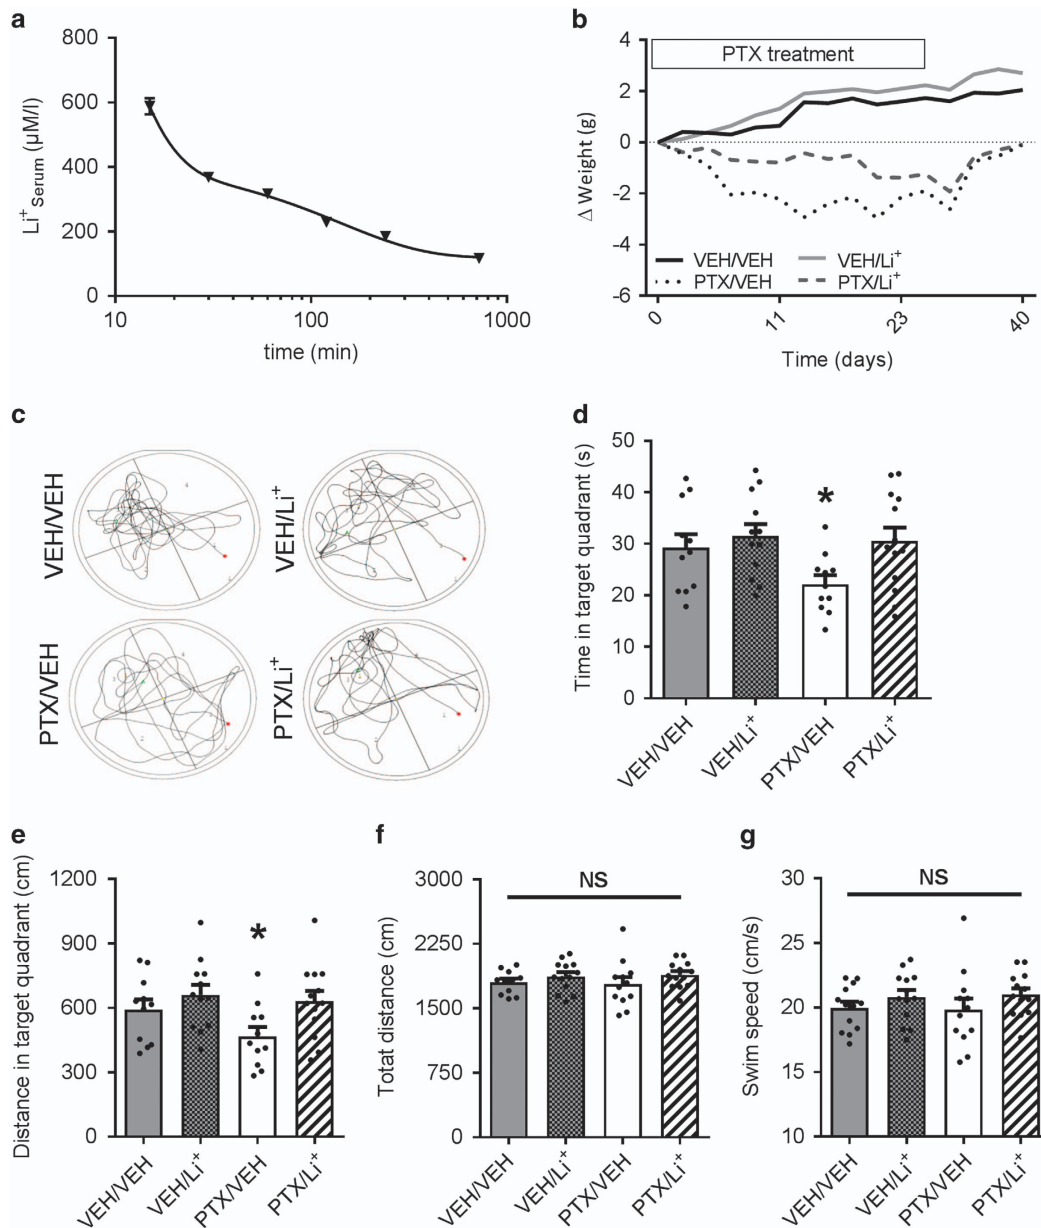 a
800
600
400
200
0
Li⁺ Serum (µM/l)
10
100
1000
time (min)
b
PTX treatment
4
2
0
-2
-4
-6
Δ Weight (g)
VEH/VEH
VEH/Li⁺
PTX/VEH
PTX/Li⁺
0
11
23
40
Time (days)
c
VEH/VEH
VEH/Li⁺
PTX/VEH
PTX/Li⁺
d
50
40
30
20
10
0
Time in target quadrant (s)
*
VEH/VEH
VEH/Li⁺
PTX/VEH
PTX/Li⁺
e
1200
900
600
300
0
Distance in target quadrant (cm)
*
VEH/VEH
VEH/Li⁺
PTX/VEH
PTX/Li⁺
f
3000
2250
1500
750
0
Totat distance (cm)
NS
VEH/VEH
VEH/Li⁺
PTX/VEH
PTX/Li⁺
g
30
25
20
15
10
Swim speed (cm/s)
NS
VEH/VEH
VEH/Li⁺
PTX/VEH
PTX/Li⁺